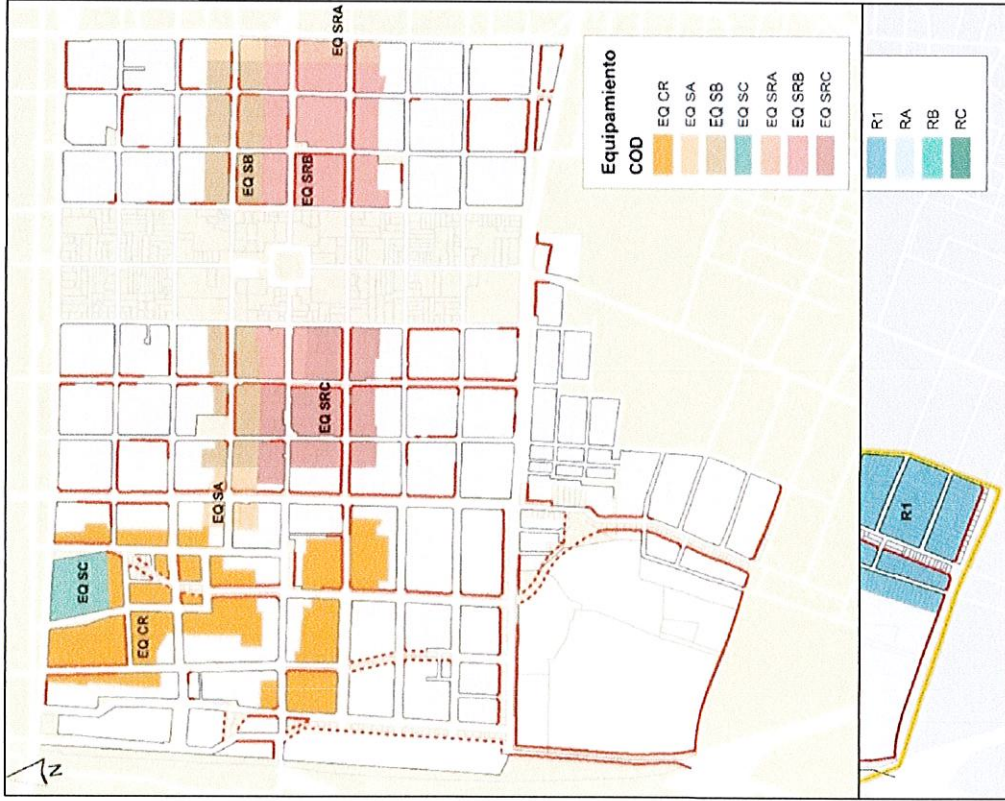 EQ SRA
EQ SB
EQ SRB
EQ SRC
EQ SA
EQ SC
EQ CR
Equipamiento
COD
EQ CR
EQ SA
EQ SB
EQ SC
EQ SRA
EQ SRB
EQ SRC
N
R1
R1
RA
RB
RC